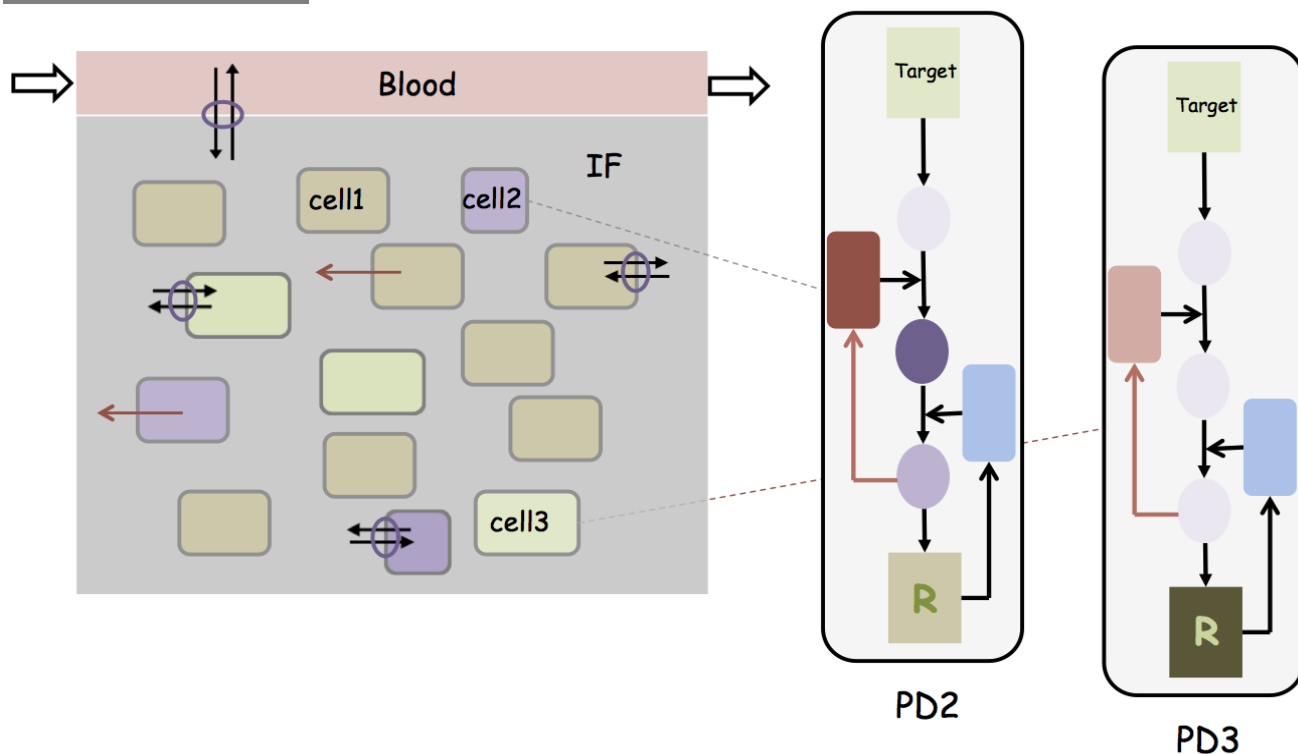 Blood
IF
cell1
cell2
cell3
Target
R
PD2
Target
R
PD3